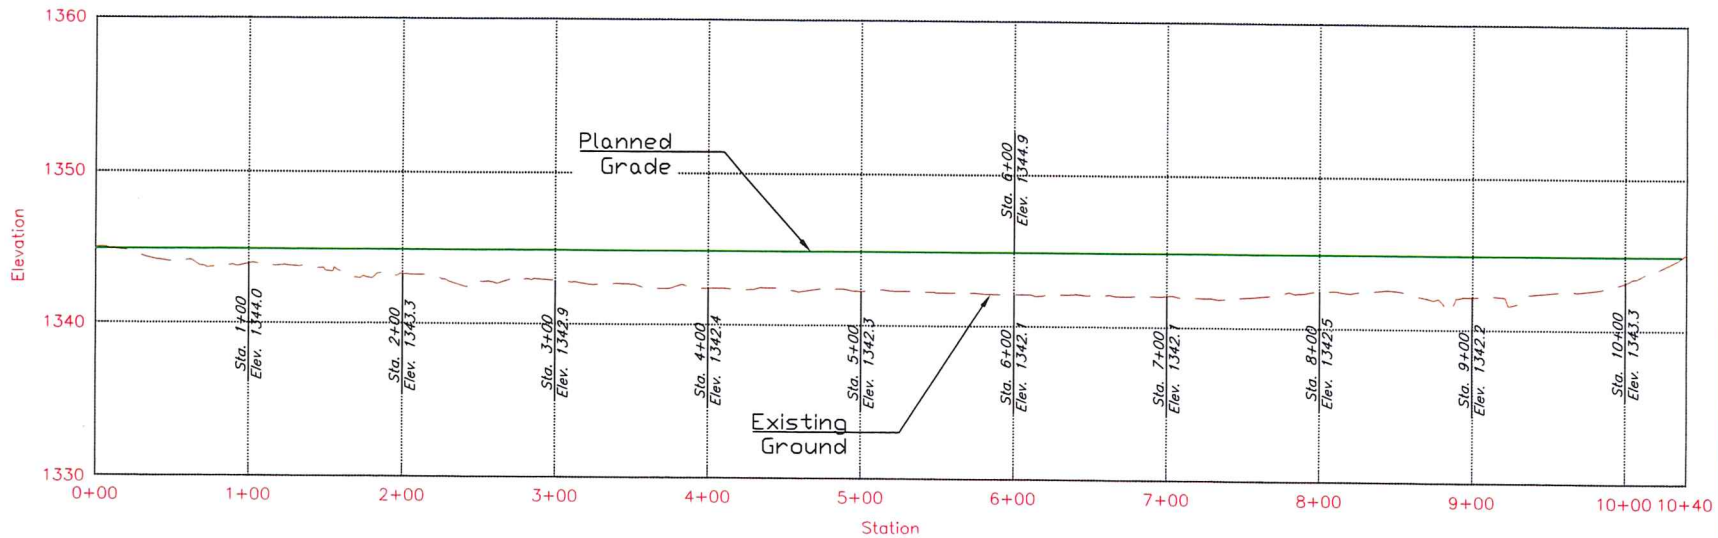 1360
1350
1340
1330
Elevation
Planned
Grade
Sta. 6+00
Elev. 1344.9
Sta. 1+00
Elev. 1344.0
Sta. 2+00
Elev. 1343.3
Sta. 3+00
Elev. 1342.9
Sta. 4+00
Elev. 1342.4
Sta. 5+00
Elev. 1342.3
Sta. 6+00
Elev. 1342.1
Sta. 7+00
Elev. 1342.1
Sta. 8+00
Elev. 1342.5
Sta. 9+00
Elev. 1342.2
Sta. 10+00
Elev. 1343.3
Existing
Ground
0+00 1+00 2+00 3+00 4+00 5+00 6+00 7+00 8+00 9+00 10+00 10+40
Station